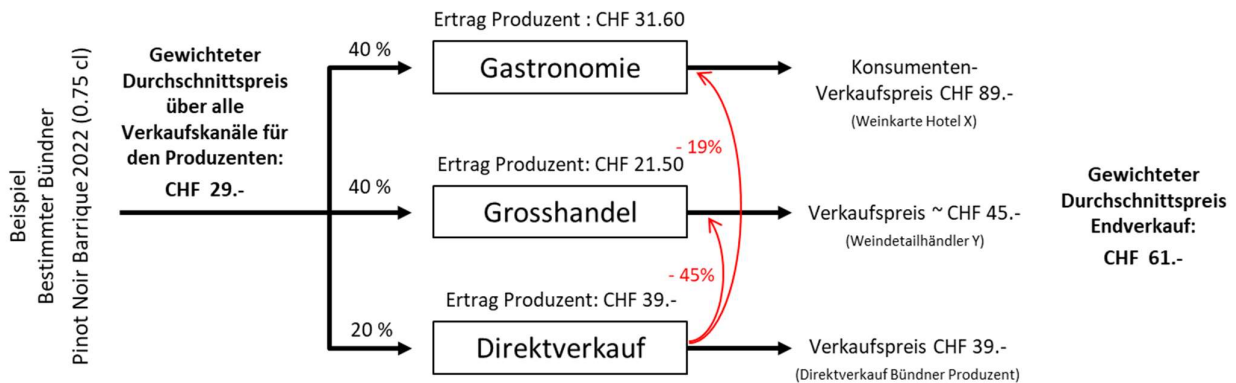 Beispiel
Bestimmter Bündner
Pinot Noir Barrique 2022 (0.75 cl)
Gewichteter
Durchschnittspreis
über alle
Verkaufskanäle für
den Produzenten:
CHF 29.-
40 %
Ertrag Produzent : CHF 31.60
Gastronomie
Konsumenten-
Verkaufspreis CHF 89.-
(Weinkarte Hotel X)
- 19%
40 %
Ertrag Produzent: CHF 21.50
Grosshandel
Verkaufspreis ~ CHF 45.-
(Weindetailhändler Y)
- 45%
20 %
Ertrag Produzent: CHF 39.-
Direktverkauf
Verkaufspreis CHF 39.-
(Direktverkauf Bündner Produzent)
Gewichteter
Durchschnittspreis
Endverkauf:
CHF 61.-